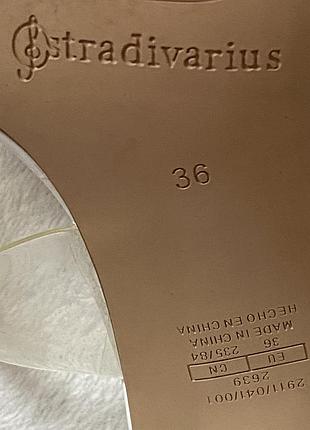 stradivarius
36
2911/041/001
2639
EU CN
36 235/84
MADE IN CHINA
HECHO EN CHINA